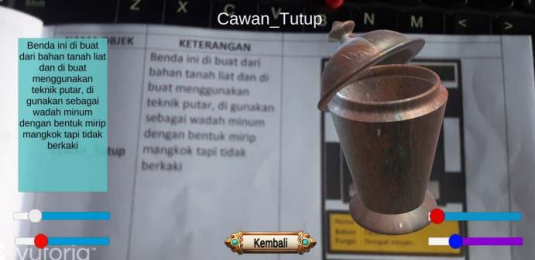 Cawan_Tutup
Benda ini di buat
dari bahan tanah liat
dan di buat
menggunakan
teknik putar, di
gunakan sebagai
wadah minum
dengan bentuk mirip
mangkok tapi tidak
berkaki
OBJEK
KETERANGAN
Benda ini di buat dari
bahan tanah liat dan di
buat menggunakan
teknik putar, di gunakan
sebagai wadah minum
dengan bentuk mirip
mangkok tapi tidak
berkaki
Tutup
Z X
B N M < >
Kembali
vuforia